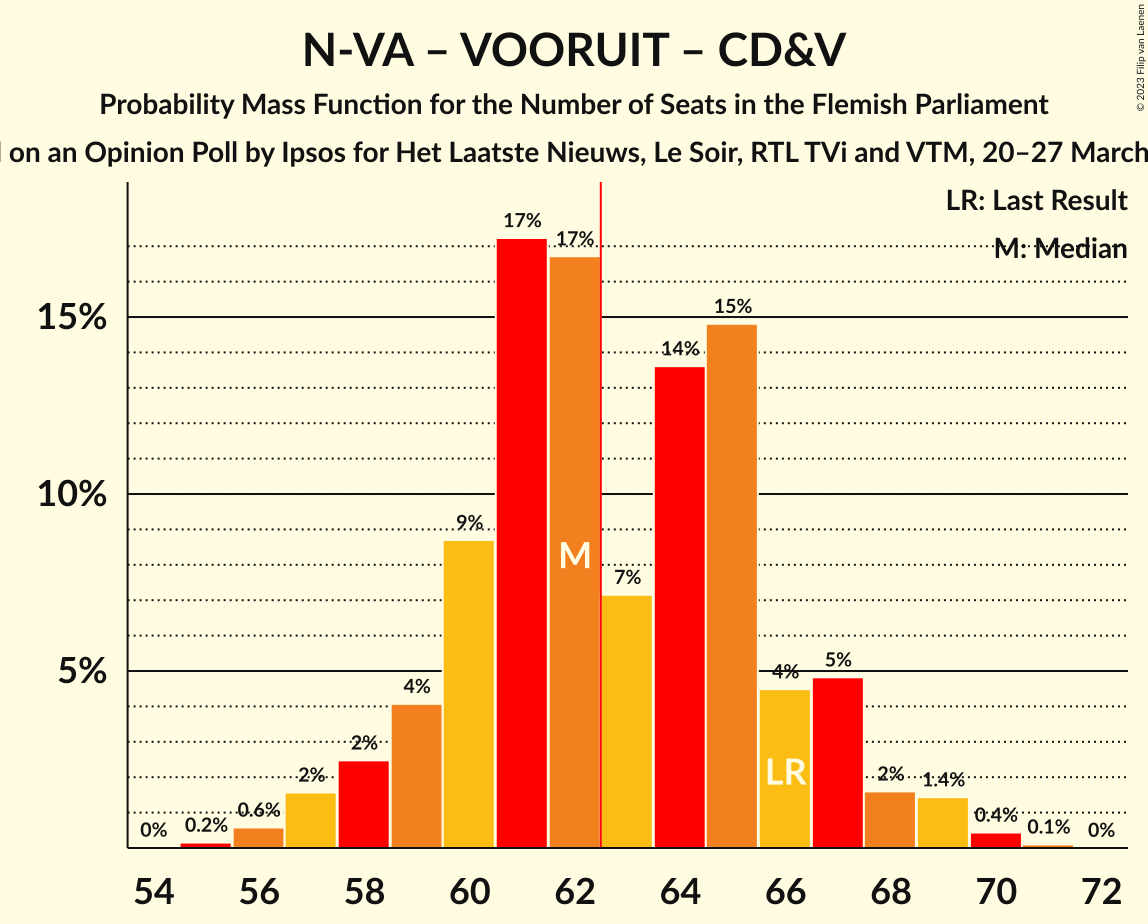 N-VA – VOORUIT – CD&V
Probability Mass Function for the Number of Seats in the Flemish Parliament
on an Opinion Poll by Ipsos for Het Laatste Nieuws, Le Soir, RTL TVi and VTM, 20–27 March
© 2023 Filip van Laenen
LR: Last Result
M: Median
17%
17%
15%
15%
14%
10%
9%
7%
M
5%
5%
4%
4%
LR
2%
2%
2%
1.4%
0.6%
0.4%
0.2%
0.1%
0%
0%
54 56 58 60 62 64 66 68 70 72